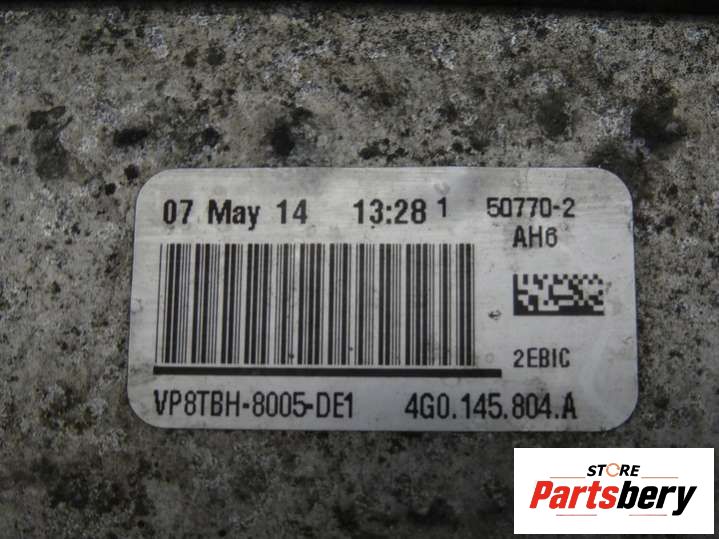 07 May 14 13:28 1 50770-2
AH6
2EBIC
VP8TBH-8005-DE1 4G0.145.804.A
STORE
Partsbery